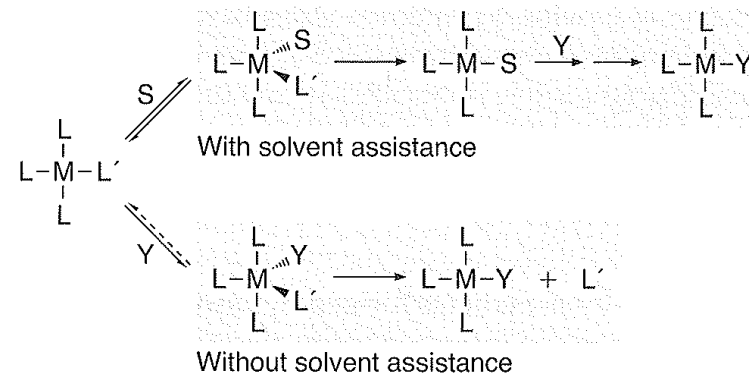 L L L
L–M S L′ L L–M–S L Y L–M–Y L
S
With solvent assistance
L
L–M–L′
L
Y
L L
L–M Y L′ L L–M–Y L + L′
Without solvent assistance